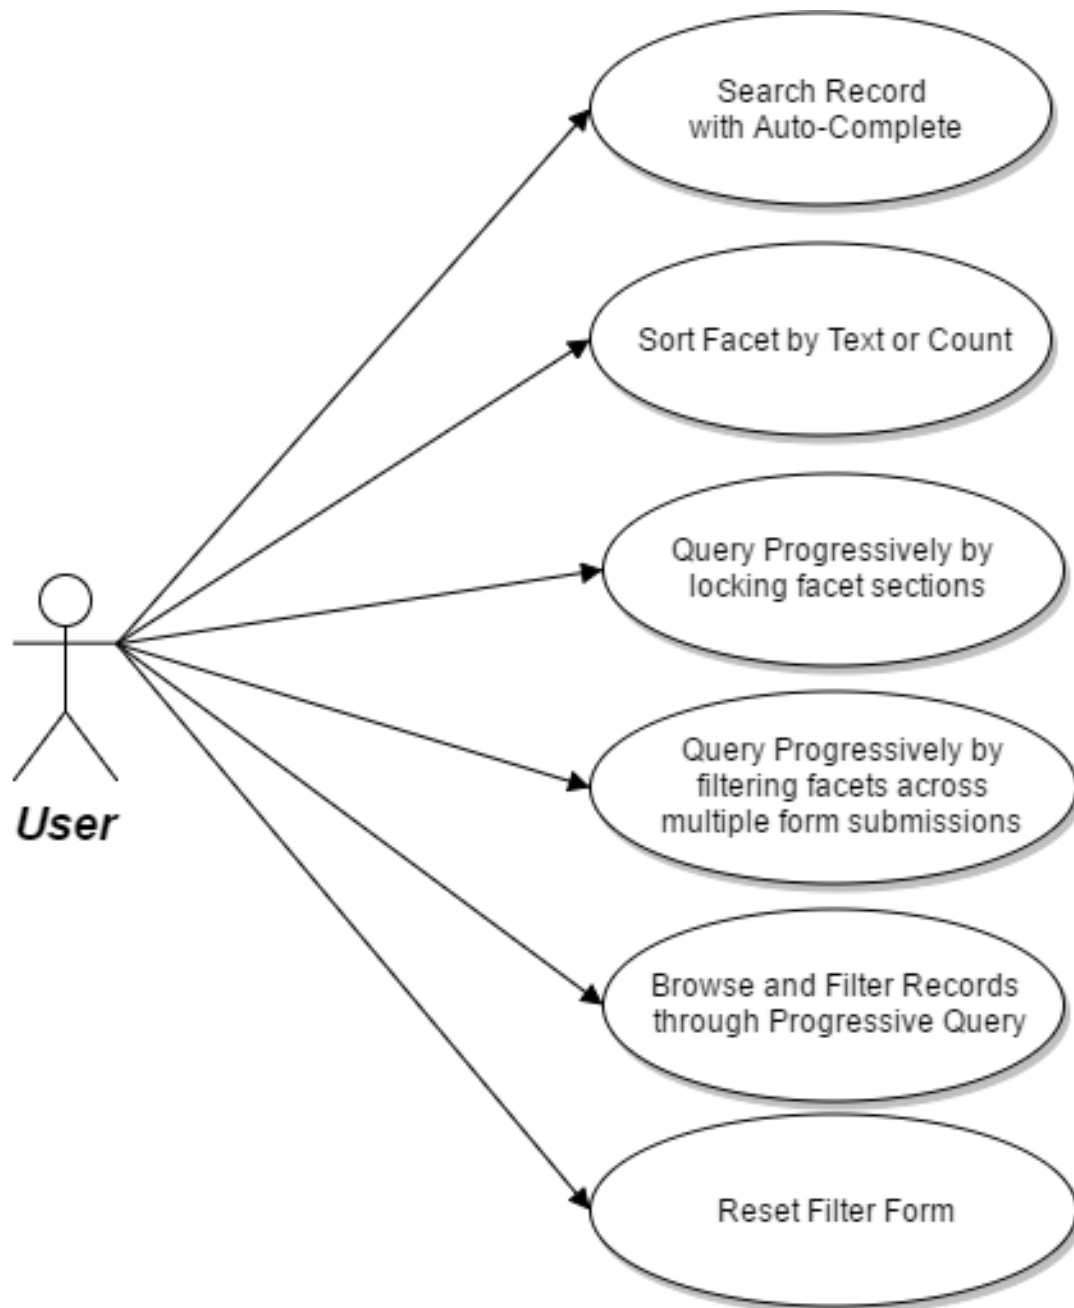 Search Record
with Auto-Complete
Sort Facet by Text or Count
Query Progressively by
locking facet sections
User
Query Progressively by
filtering facets across
multiple form submissions
Browse and Filter Records
through Progressive Query
Reset Filter Form